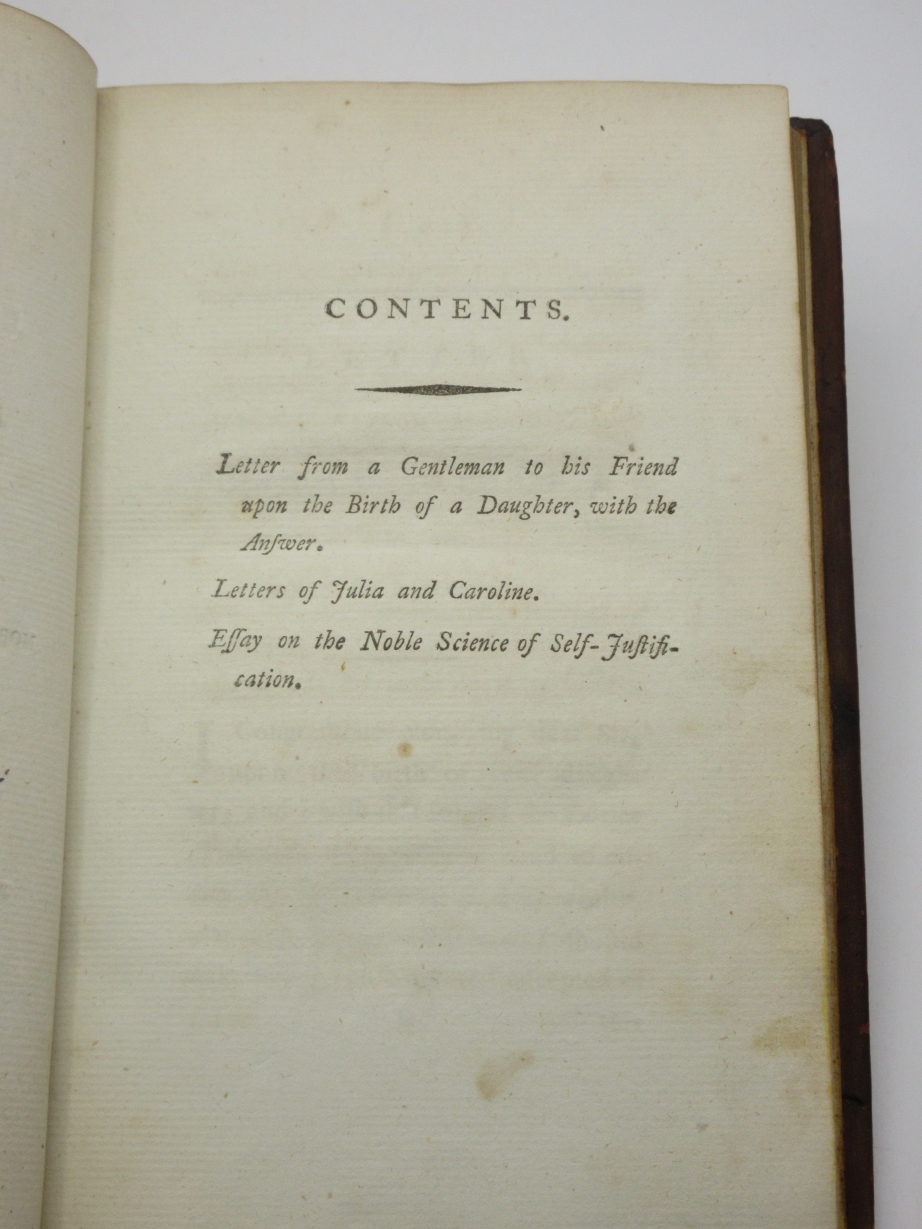 CONTENTS.
Letter from a Gentleman to his Friend
upon the Birth of a Daughter, with the
Anſwer.
Letters of Julia and Caroline.
Eſſay on the Noble Science of Self-Juſtifi-
cation.